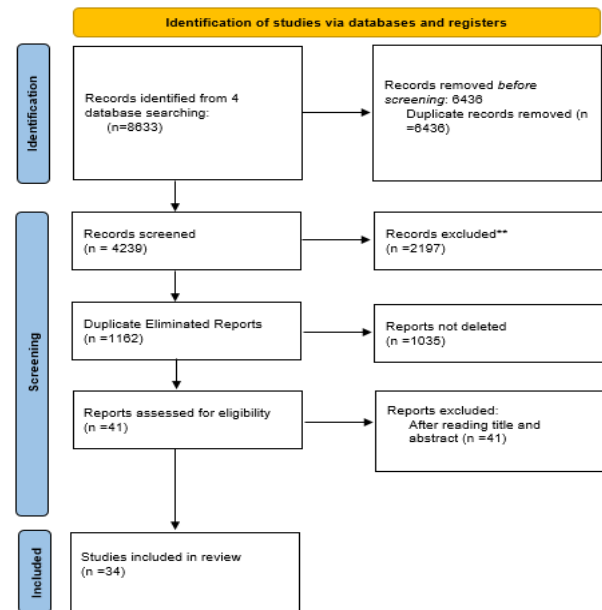 Identification of studies via databases and registers
Identification
Records identified from 4
database searching:
(n=8633)
Records removed before
screening: 6436
Duplicate records removed (n
=6436)
Screening
Records screened
(n = 4239)
Records excluded**
(n =2197)
Duplicate Eliminated Reports
(n =1162)
Reports not deleted
(n =1035)
Reports assessed for eligibility
(n =41)
Reports excluded:
After reading title and
abstract (n =41)
Included
Studies included in review
(n =34)